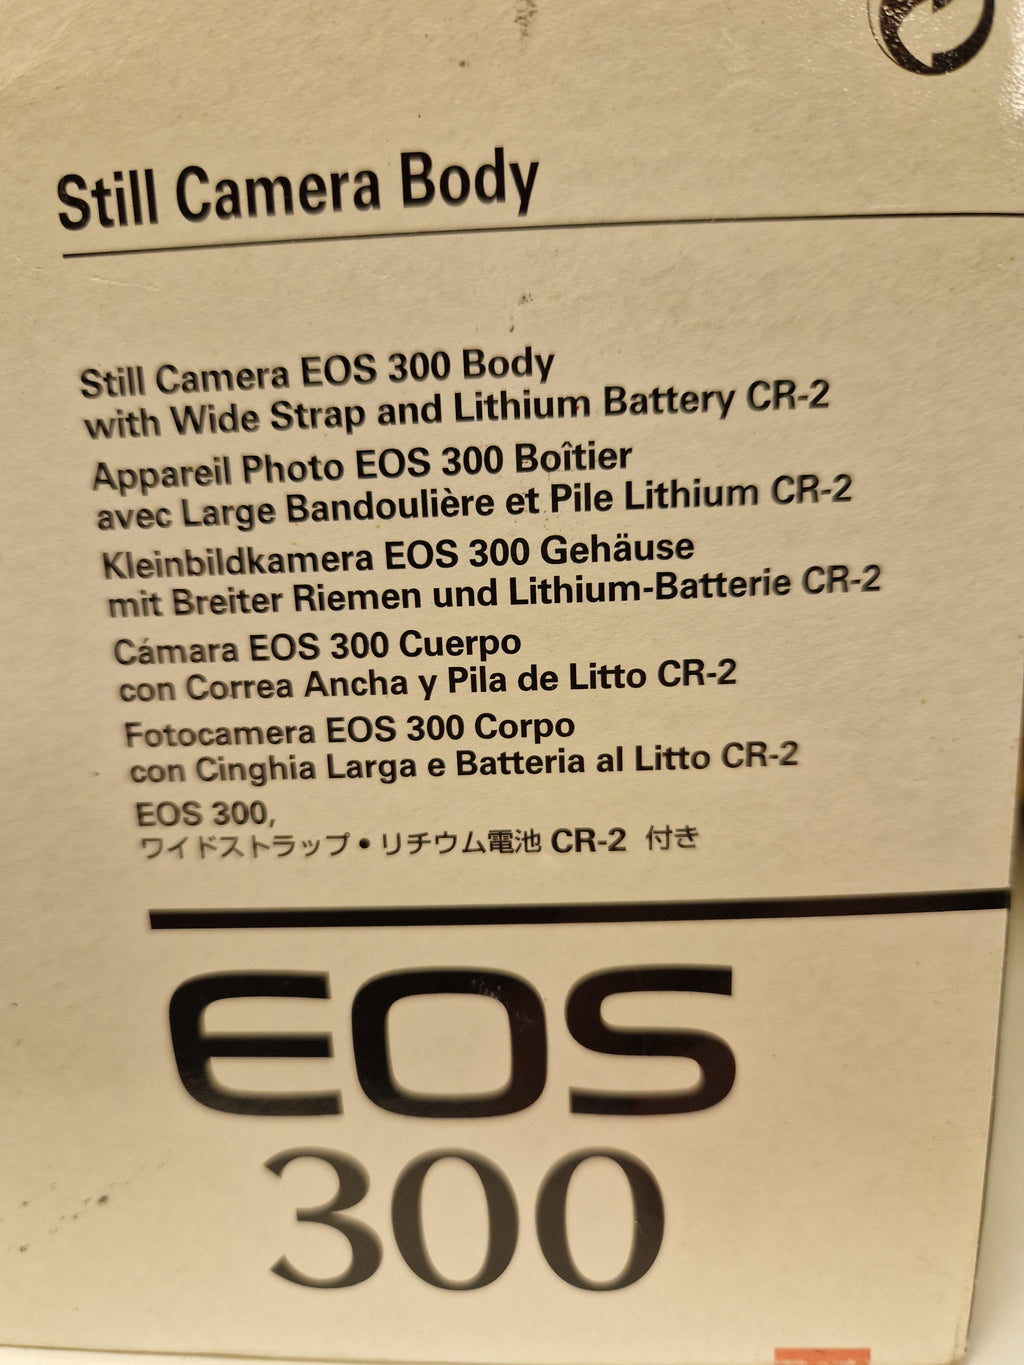 Still Camera Body
Still Camera EOS 300 Body
with Wide Strap and Lithium Battery CR-2
Appareil Photo EOS 300 Boîtier
avec Large Bandoulière et Pile Lithium CR-2
Kleinbildkamera EOS 300 Gehäuse
mit Breiter Riemen und Lithium-Batterie CR-2
Cámara EOS 300 Cuerpo
con Correa Ancha y Pila de Litto CR-2
Fotocamera EOS 300 Corpo
con Cinghia Larga e Batteria al Litto CR-2
EOS 300,
ワイドストラップ・リチウム電池 CR-2 付き
EOS
300